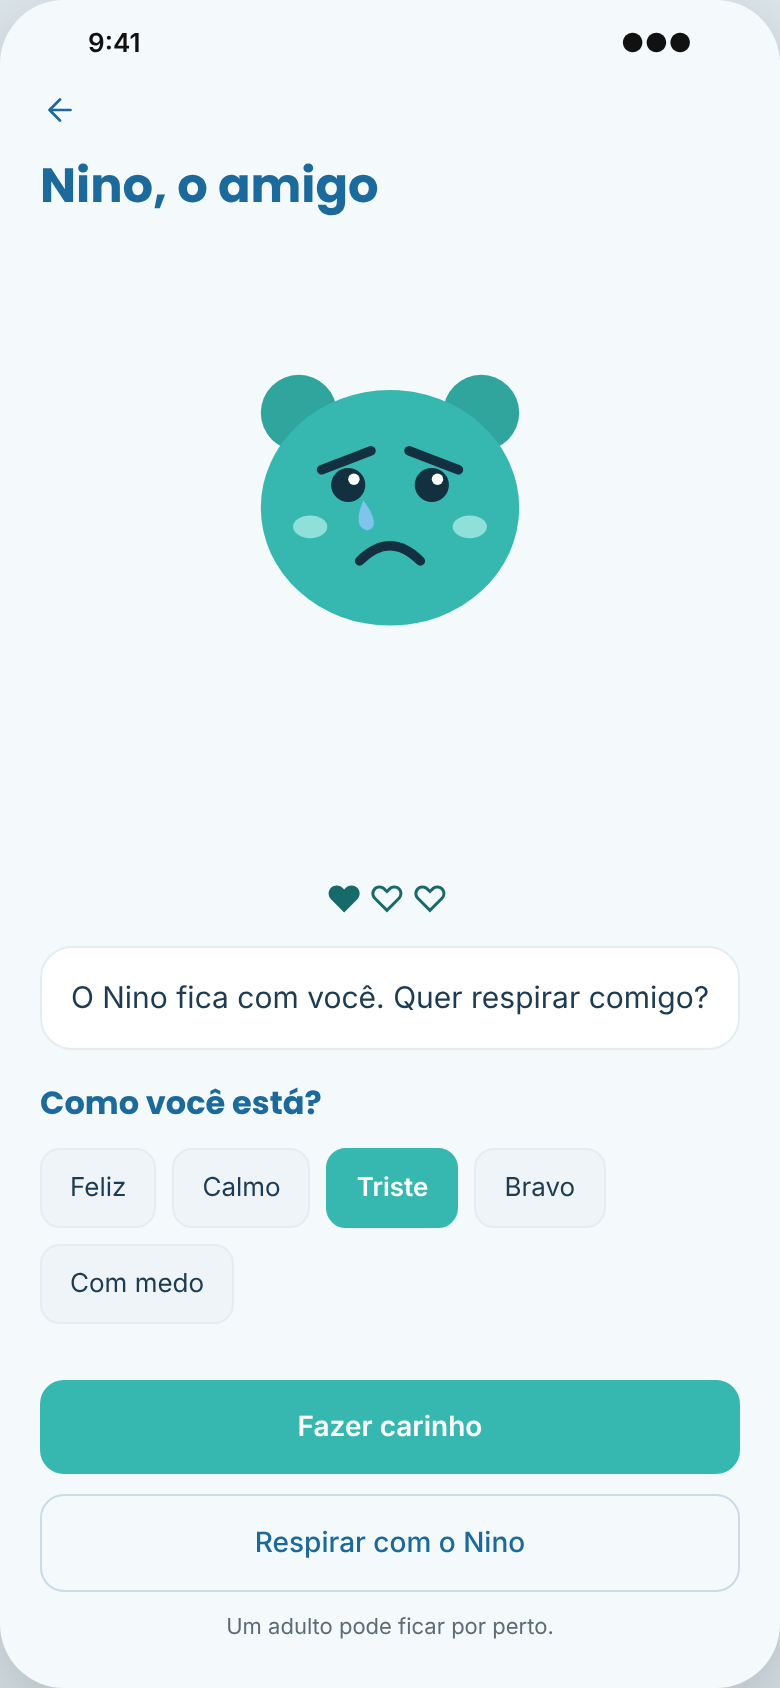 9:41
Nino, o amigo
O Nino fica com você. Quer respirar comigo?
Como você está?
Feliz
Calmo
Triste
Bravo
Com medo
Fazer carinho
Respirar com o Nino
Um adulto pode ficar por perto.